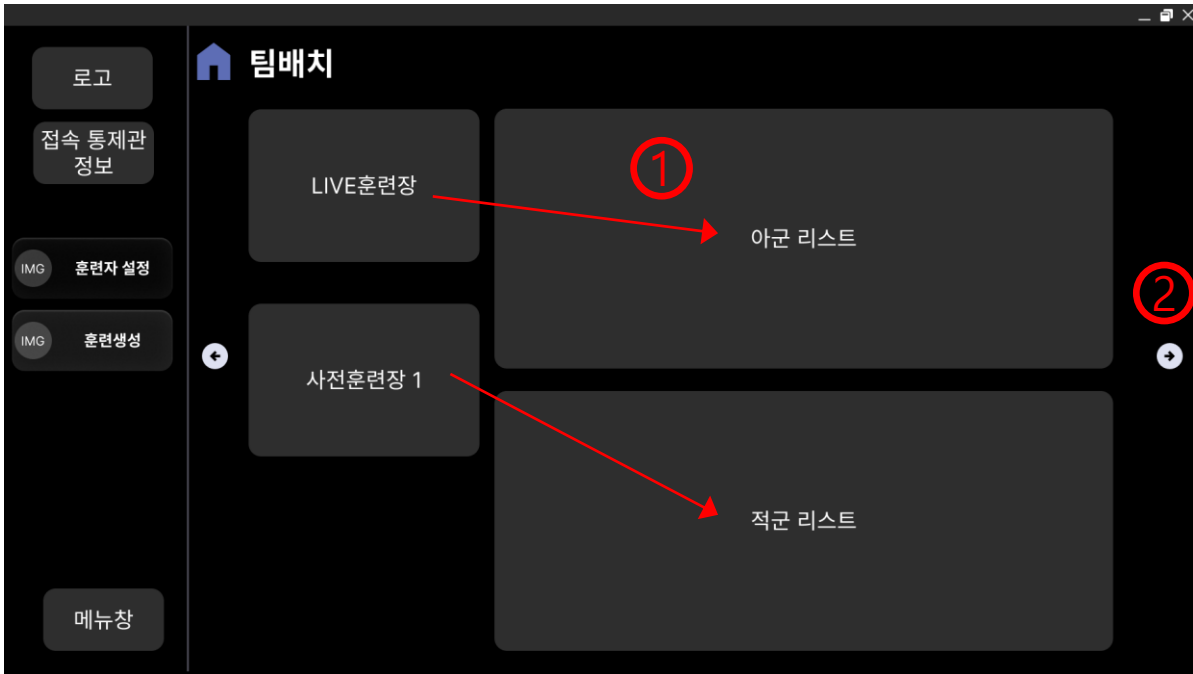 로고
접속 통제관
정보
IMG 훈련자 설정
IMG 훈련생성
메뉴창
팀배치
LIVE훈련장
사전훈련장 1
1
아군 리스트
적군 리스트
2